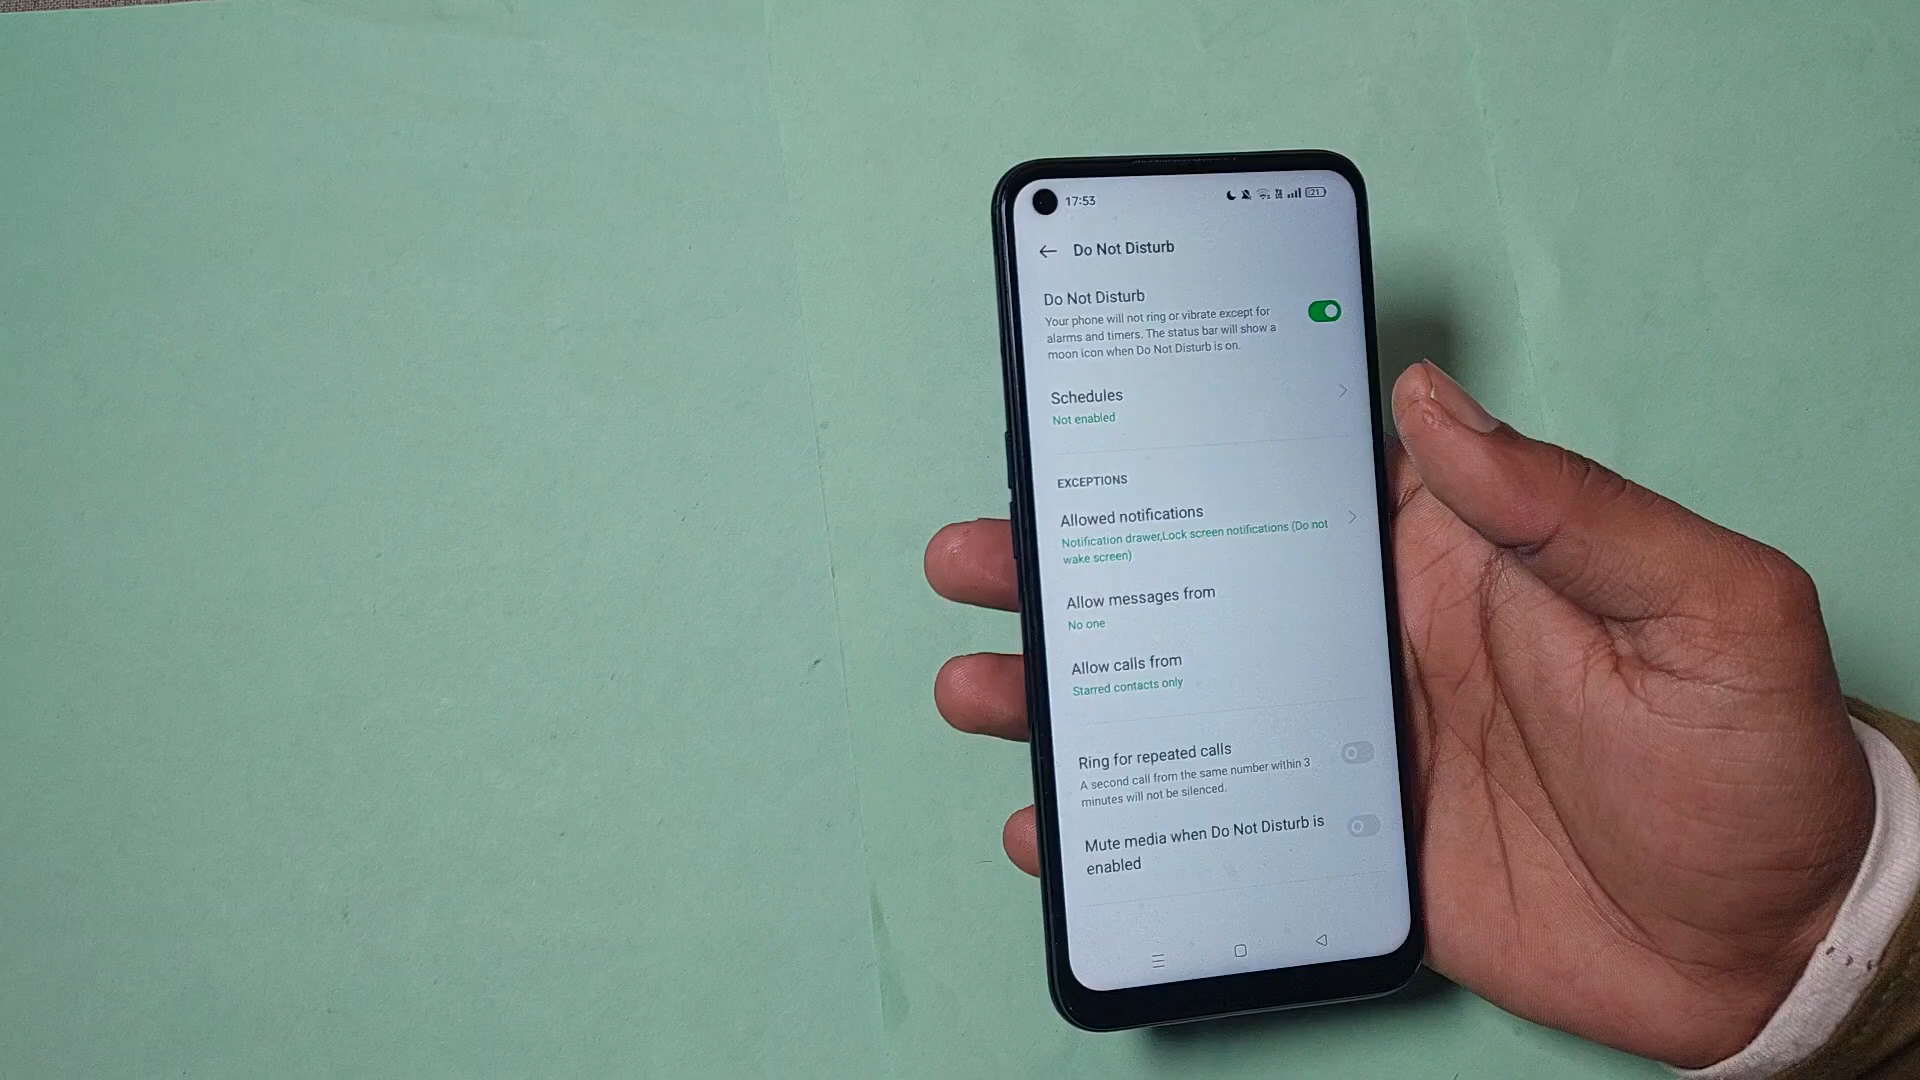 17:53
21
Do Not Disturb
Do Not Disturb
Your phone will not ring or vibrate except for
alarms and timers. The status bar will show a
moon icon when Do Not Disturb is on.
Schedules
Not enabled
EXCEPTIONS
Allowed notifications
Notification drawer,Lock screen notifications (Do not
wake screen)
Allow messages from
No one
Allow calls from
Starred contacts only
Ring for repeated calls
A second call from the same number within 3
minutes will not be silenced.
Mute media when Do Not Disturb is
enabled